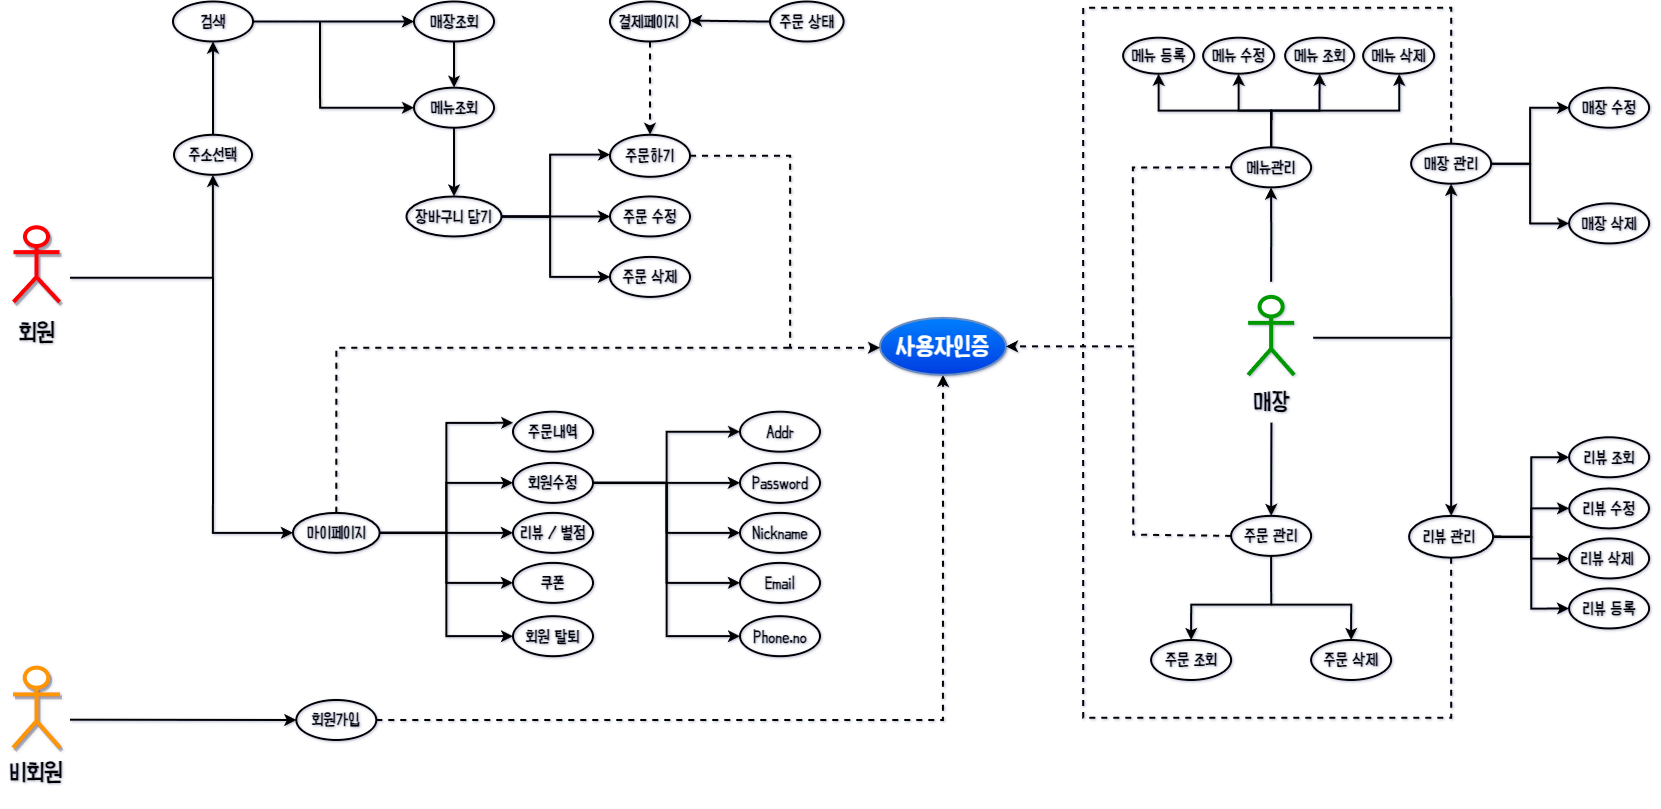 검색
매장조회
결제페이지
주문 상태
메뉴조회
주소선택
주문하기
장바구니 담기
주문 수정
주문 삭제
회원
사용자인증
주문내역
회원수정
마이페이지
리뷰 / 별점
쿠폰
회원 탈퇴
Addr
Password
Nickname
Email
Phone.no
비회원
회원가입
메뉴 등록
메뉴 수정
메뉴 조회
메뉴 삭제
메뉴관리
매장 관리
매장 수정
매장 삭제
매장
주문 관리
리뷰 관리
리뷰 조회
리뷰 수정
리뷰 삭제
리뷰 등록
주문 조회
주문 삭제